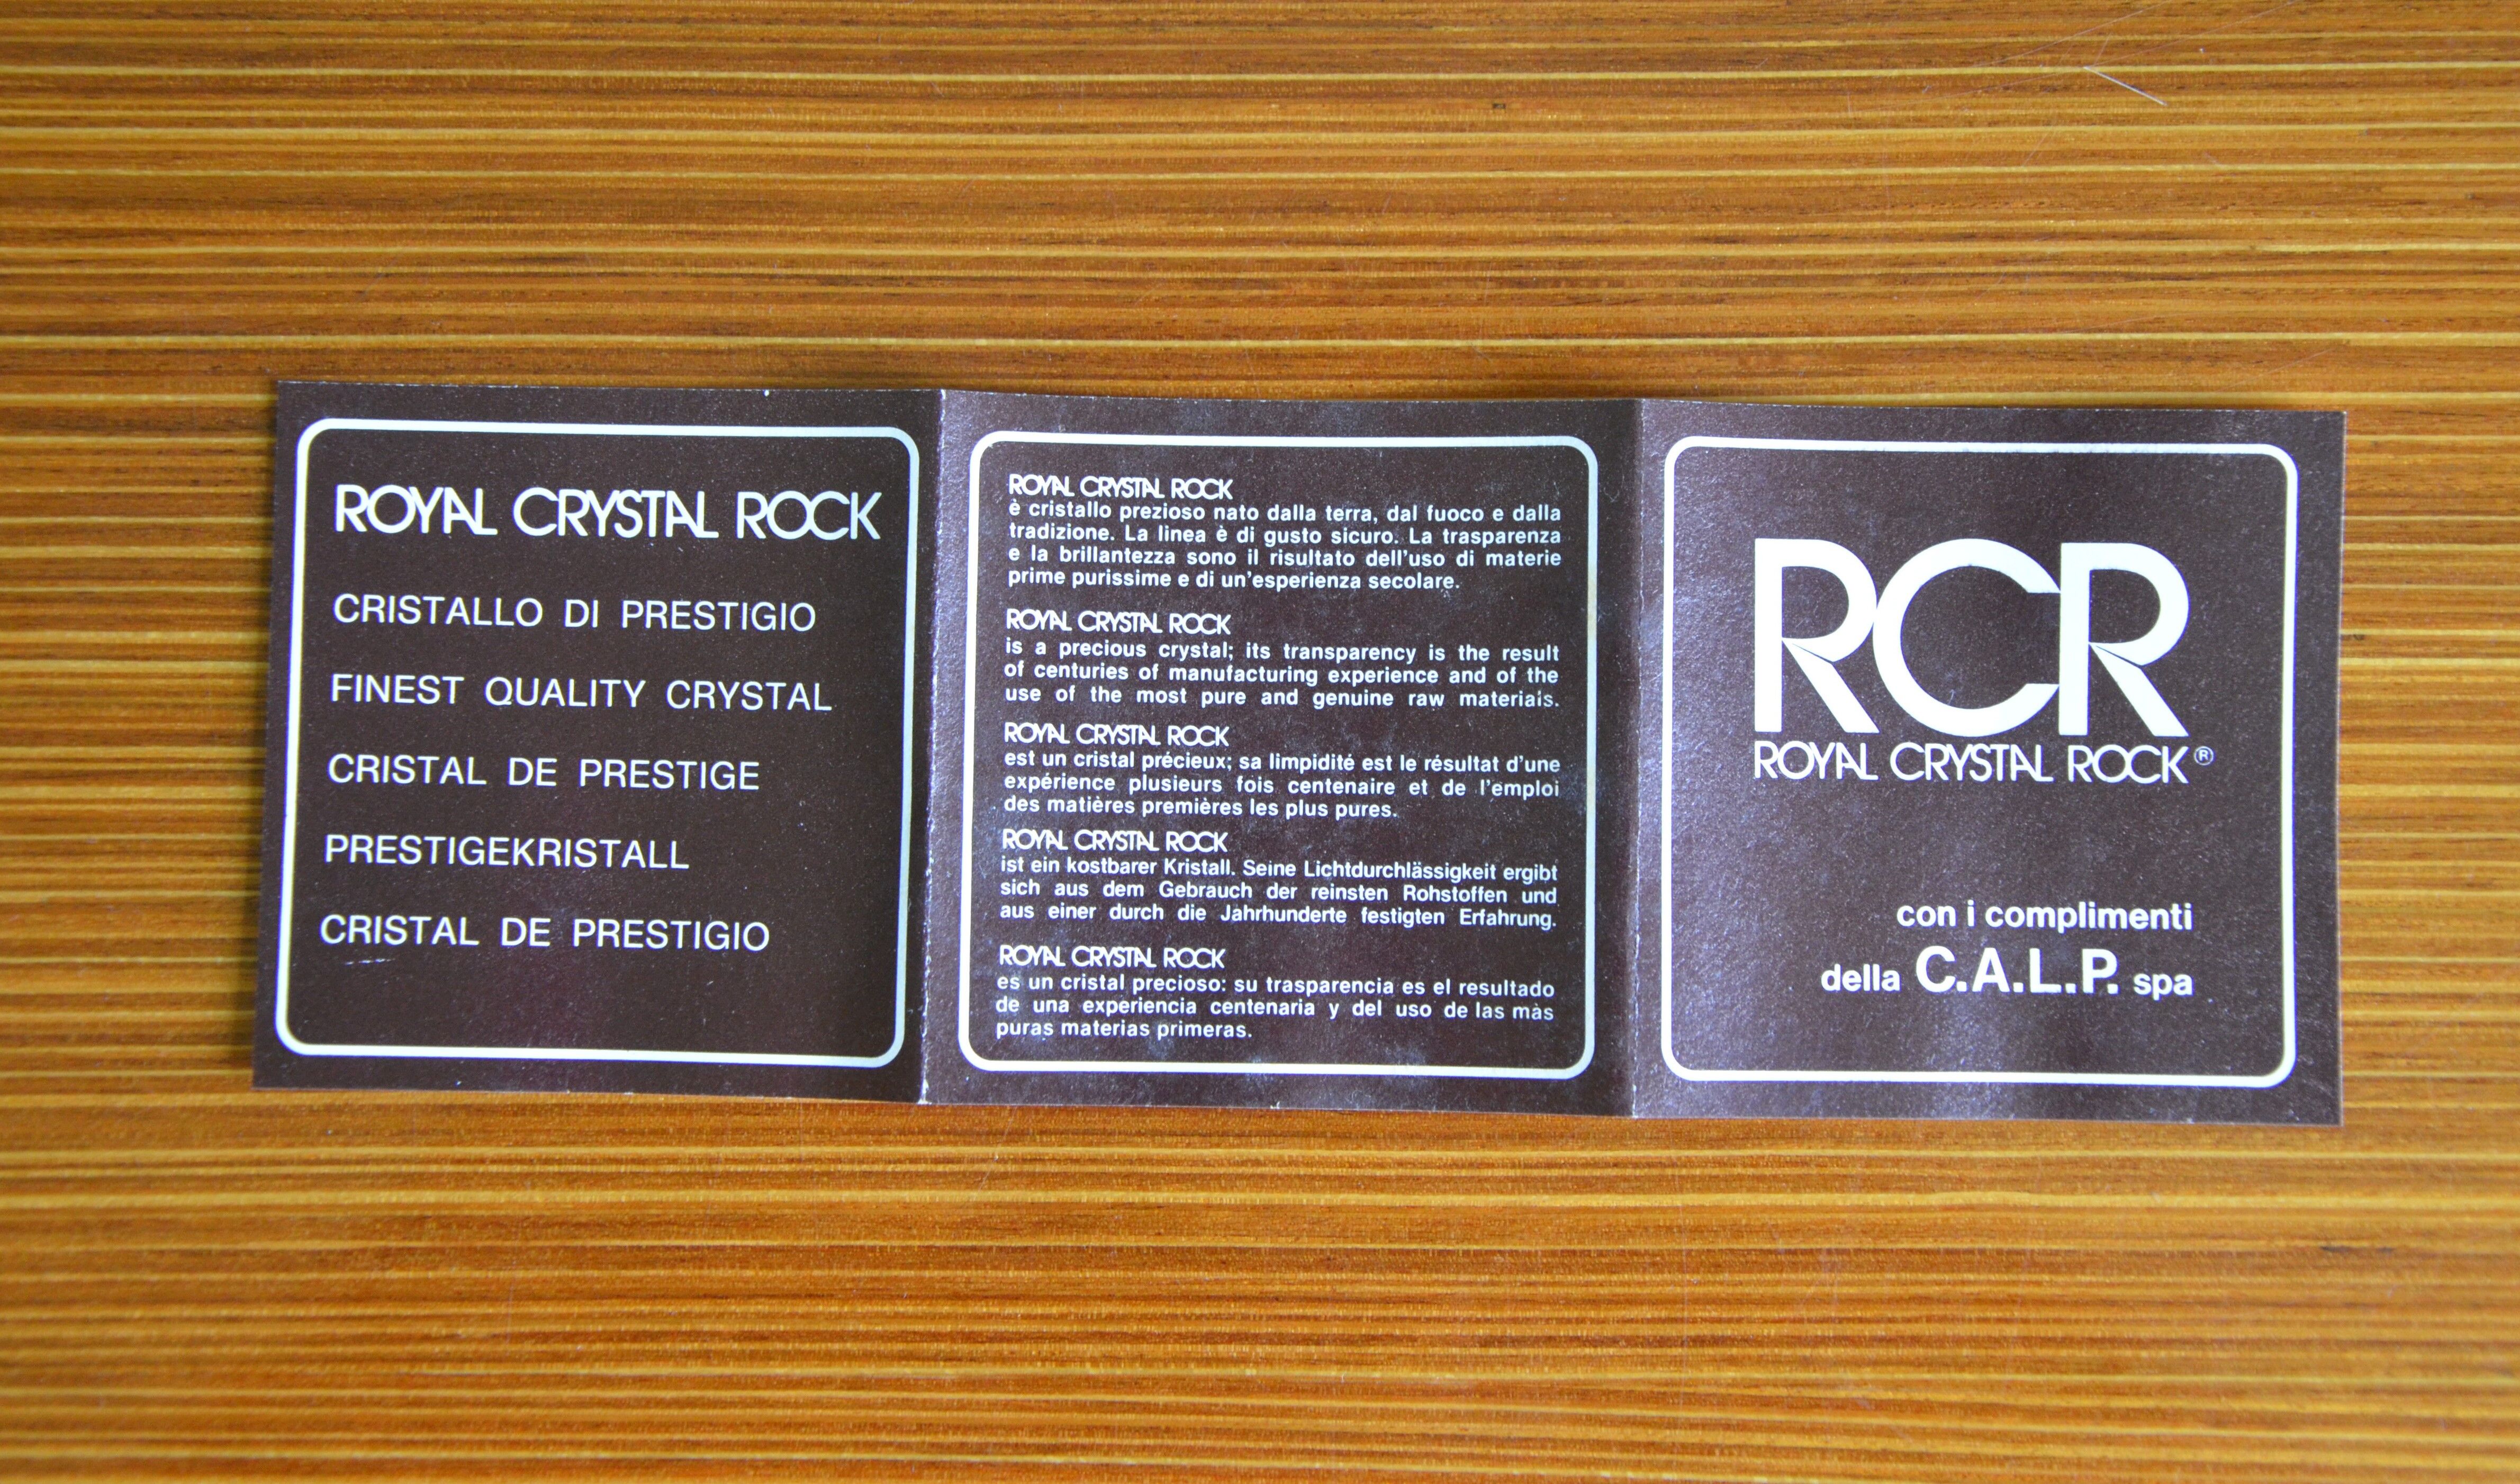 ROYAL CRYSTAL ROCK
CRISTALLO DI PRESTIGIO
FINEST QUALITY CRYSTAL
CRISTAL DE PRESTIGE
PRESTIGEKRISTALL
CRISTAL DE PRESTIGIO
ROYAL CRYSTAL ROCK
è cristallo prezioso nato dalla terra, dal fuoco e dalla
tradizione. La linea è di gusto sicuro. La trasparenza
e la brillantezza sono il risultato dell'uso di materie
prime purissime e di un'esperienza secolare.
ROYAL CRYSTAL ROCK
is a precious crystal; its transparency is the result
of centuries of manufacturing experience and of the
use of the most pure and genuine raw materials.
ROYAL CRYSTAL ROCK
est un cristal précieux; sa limpidité est le résultat d'une
expérience plusieurs fois centenaire et de l'emploi
des matières premières les plus pures.
ROYAL CRYSTAL ROCK
ist ein kostbarer Kristall. Seine Lichtdurchlässigkeit ergibt
sich aus dem Gebrauch der reinsten Rohstoffen und
aus einer durch die Jahrhunderte festigten Erfahrung.
ROYAL CRYSTAL ROCK
es un cristal precioso: su trasparencia es el resultado
de una experiencia centenaria y del uso de las màs
puras materias primeras.
RCR
ROYAL CRYSTAL ROCK®
con i complimenti
della C.A.L.P. spa